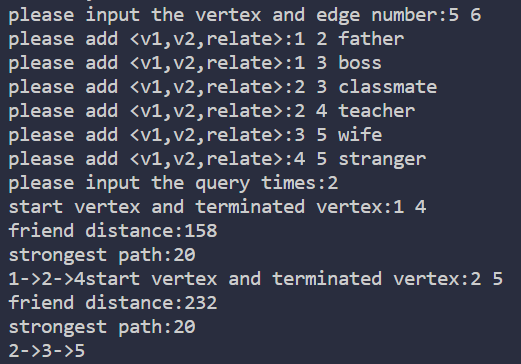 please input the vertex and edge number:5 6
please add <v1,v2,relate>:1 2 father
please add <v1,v2,relate>:1 3 boss
please add <v1,v2,relate>:2 3 classmate
please add <v1,v2,relate>:2 4 teacher
please add <v1,v2,relate>:3 5 wife
please add <v1,v2,relate>:4 5 stranger
please input the query times:2
start vertex and terminated vertex:1 4
friend distance:158
strongest path:20
1->2->4start vertex and terminated vertex:2 5
friend distance:232
strongest path:20
2->3->5